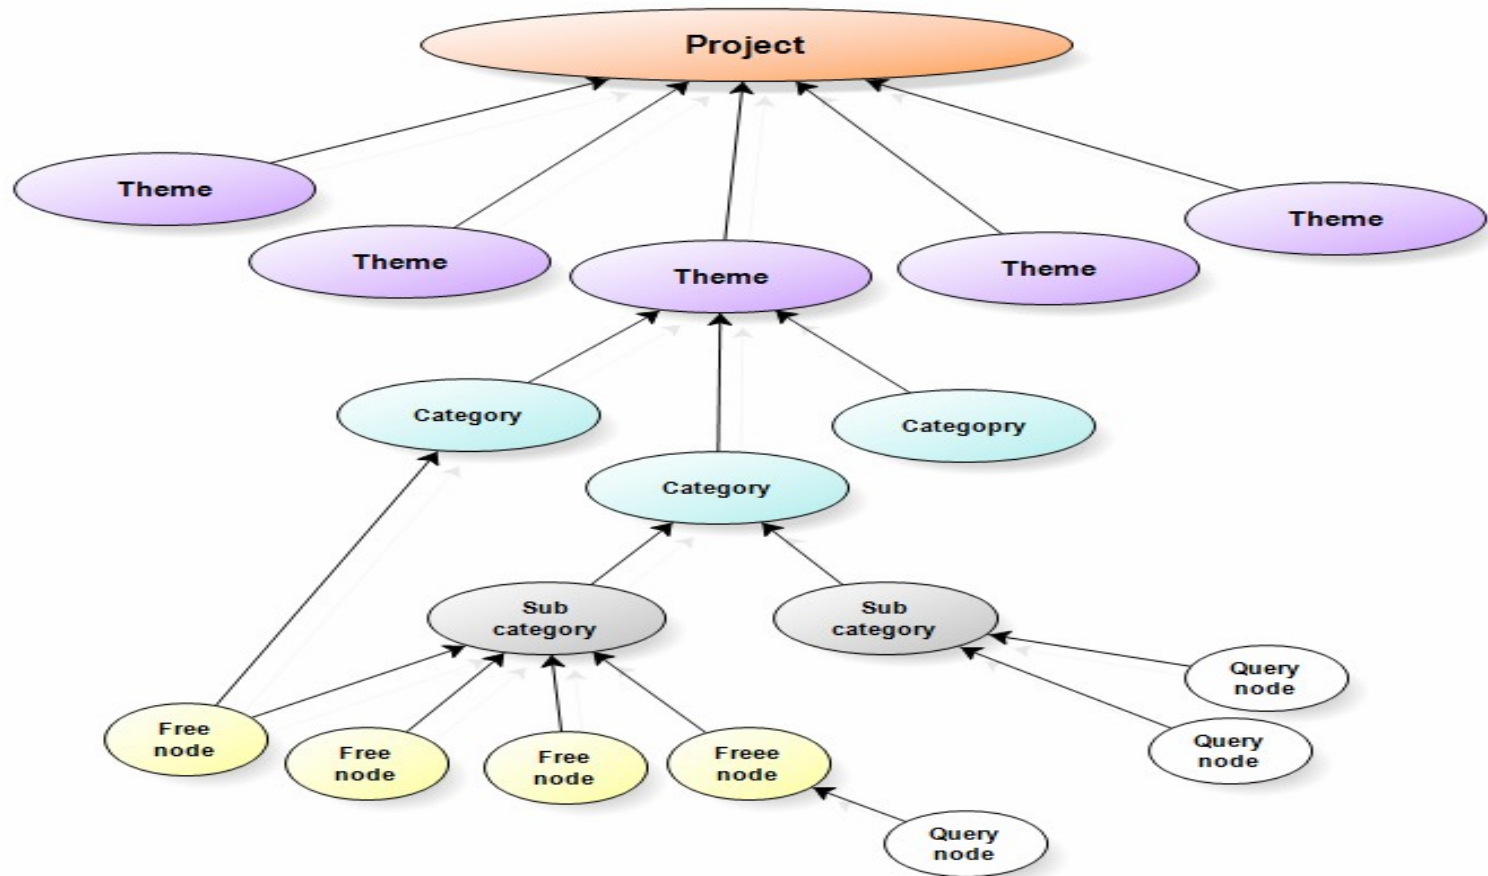 Project
Theme
Theme
Theme
Theme
Theme
Category
Categopry
Category
Sub
category
Sub
category
Query
node
Free
node
Free
node
Free
node
Freee
node
Query
node
Query
node